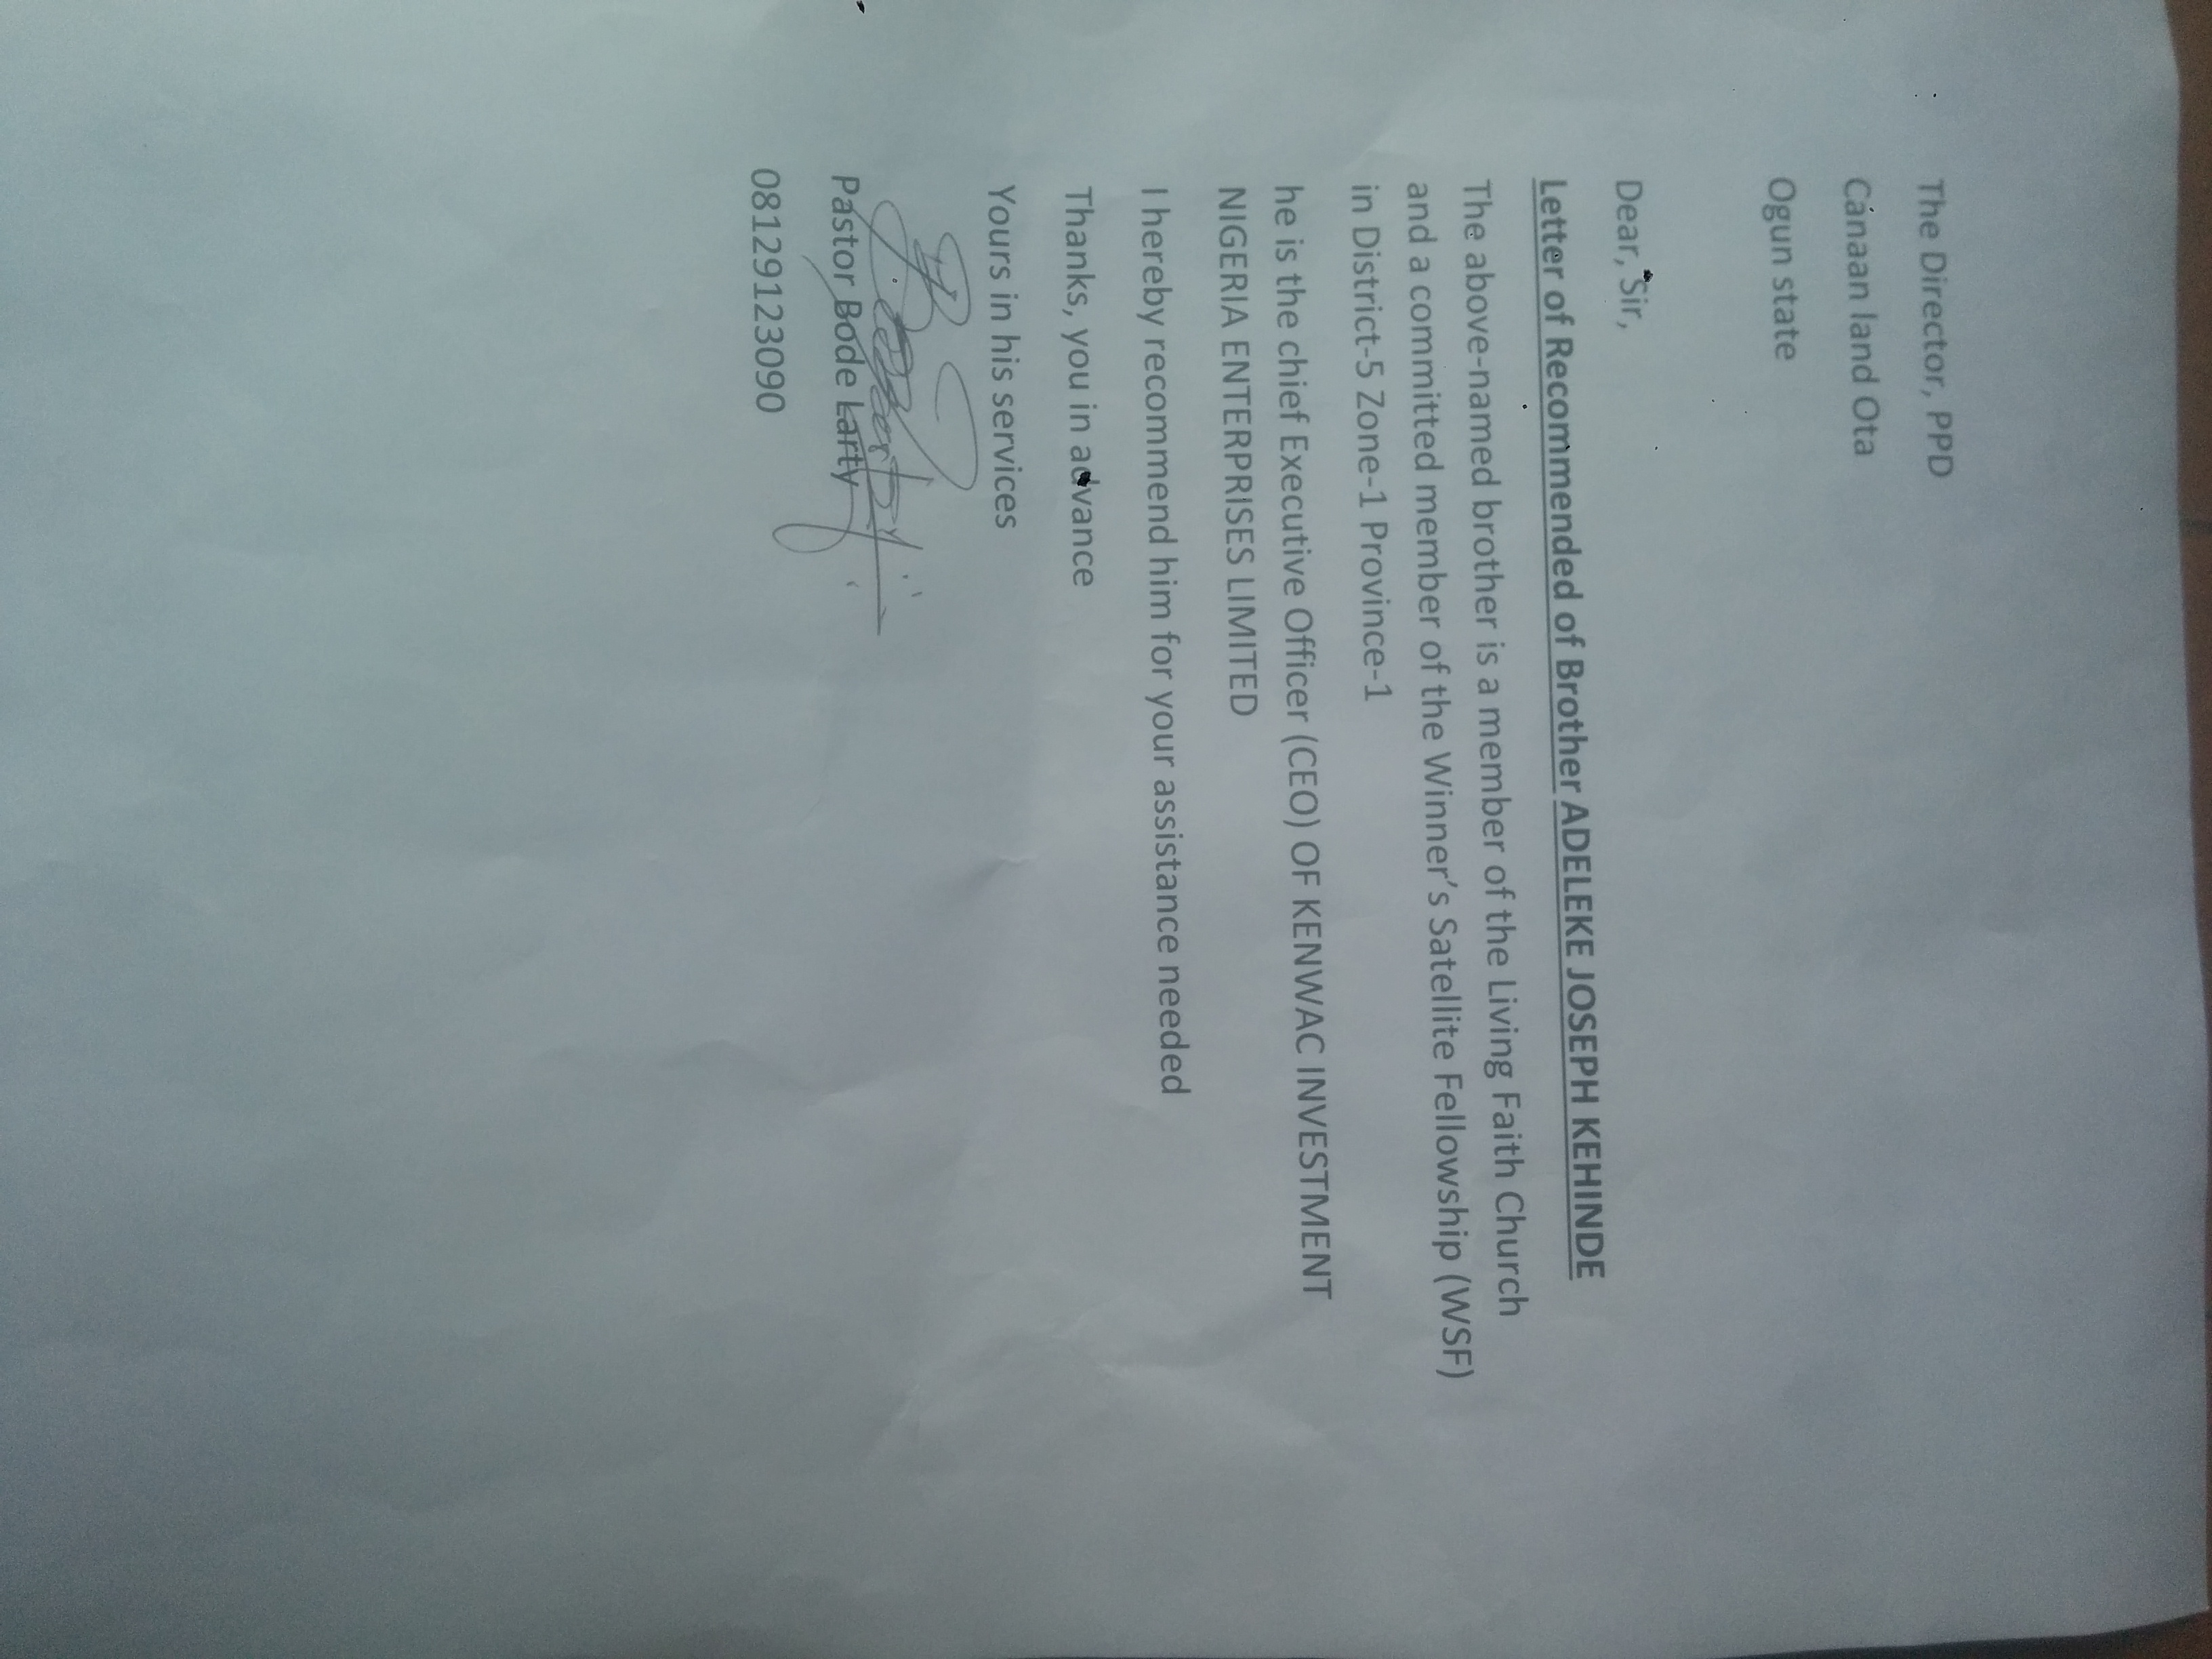 The Director, PPD
Canaan land Ota
Ogun state
Dear, Sir,
Letter of Recommended of Brother ADELEKE JOSEPH KEHINDE
The above-named brother is a member of the Living Faith Church
and a committed member of the Winner's Satellite Fellowship (WSF)
in District-5 Zone-1 Province-1
he is the chief Executive Officer (CEO) OF KENWAC INVESTMENT
NIGERIA ENTERPRISES LIMITED
I hereby recommend him for your assistance needed
Thanks, you in advance
Yours in his services
Pastor Bode Larty
08129123090